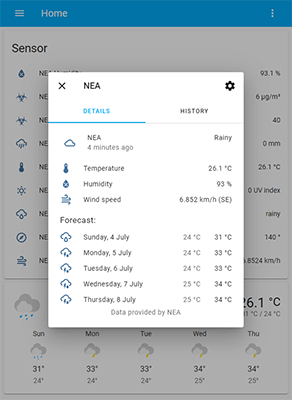 Home
Sensor
NEA Humidity 93.1 %
NE 6 µg/m³
NE 40
NE 0 mm
NE 26.1 °C
NE 0 UV index
NE rainy
NE 140 °
NE 6.8524 km/h
NEA
DETAILS HISTORY
NEA Rainy
4 minutes ago
Temperature 26.1 °C
Humidity 93 %
Wind speed 6.852 km/h (SE)
Forecast:
Sunday, 4 July 24 °C 31 °C
Monday, 5 July 24 °C 33 °C
Tuesday, 6 July 24 °C 33 °C
Wednesday, 7 July 25 °C 34 °C
Thursday, 8 July 25 °C 34 °C
Data provided by NEA
26.1 °C
31 °C / 24 °C
Sun Mon Tue Wed Thu
31° 33° 33° 34° 34°
24° 24° 24° 25° 25°